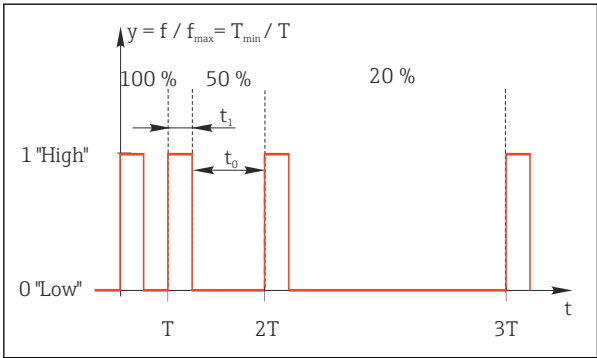 y = f / fmax= Tmin / T
100 % 50 % 20 %
t1
1 "High"
t0
0 "Low"
t
T 2T 3T